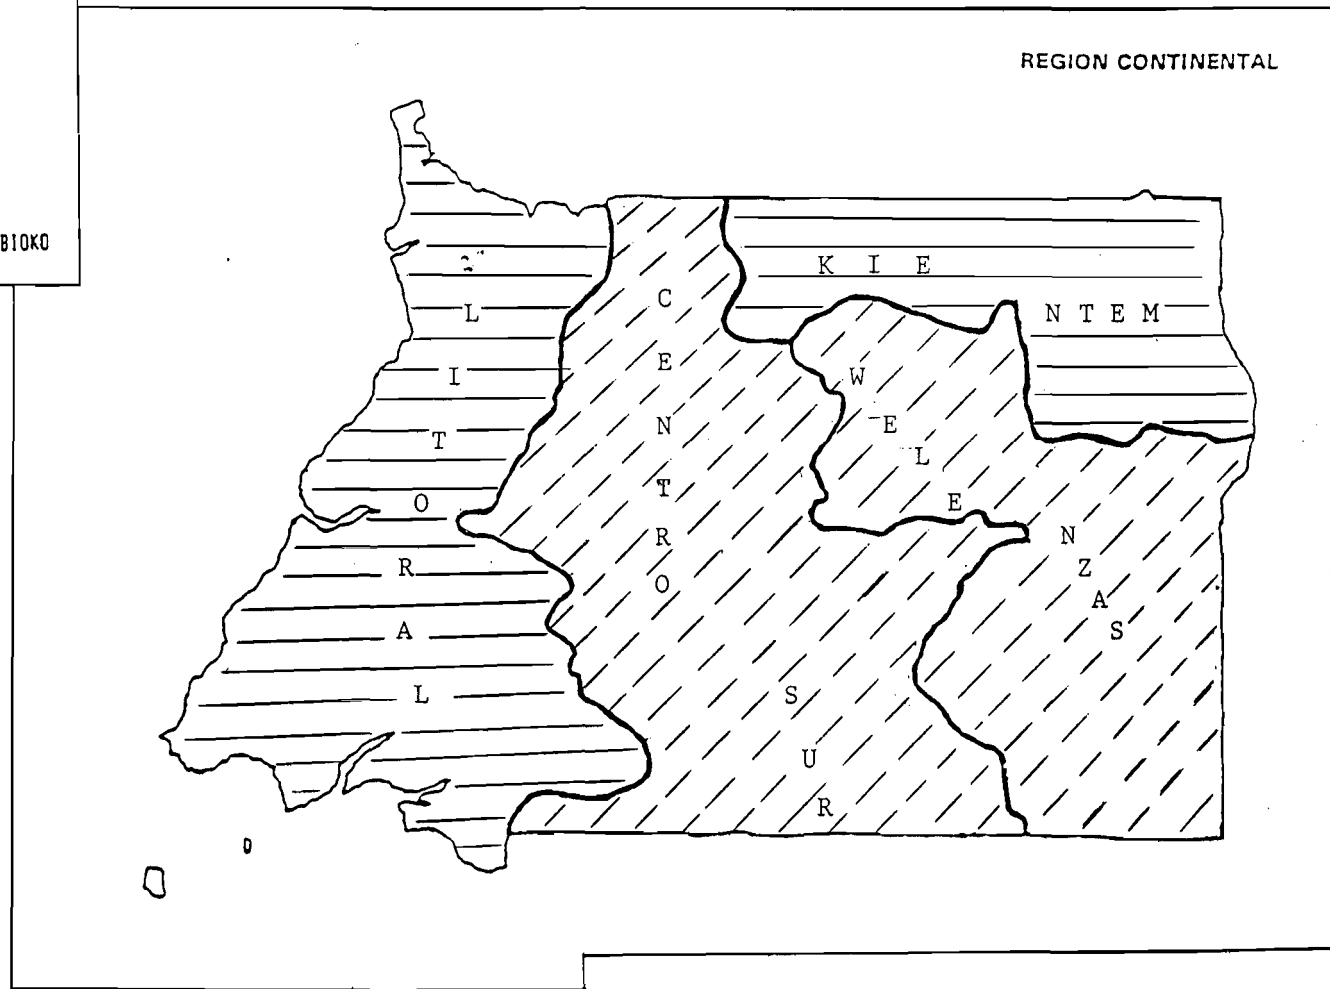 REGION CONTINENTAL
BIOKO
LITORAL
CENTRO
SUR
KIE
NTEM
WELE
NZAS